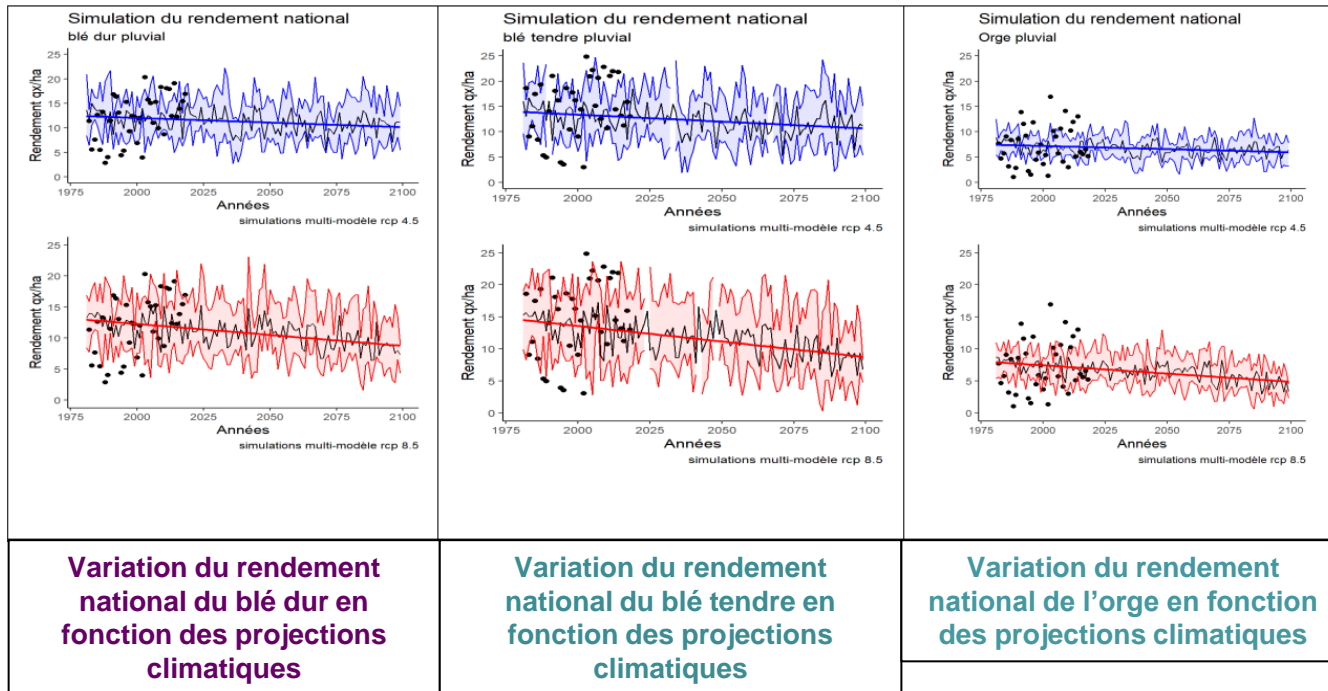 Simulation du rendement national
blé dur pluvial
Rendement qx/ha
25
20
15
10
5
0
1975 2000 2025 2050 2075 2100
Années
simulations multi-modèle rcp 4.5
Rendement qx/ha
25
20
15
10
5
0
1975 2000 2025 2050 2075 2100
Années
simulations multi-modèle rcp 8.5
Variation du rendement
national du blé dur en
fonction des projections
climatiques
Simulation du rendement national
blé tendre pluvial
Rendement qx/ha
25
20
15
10
5
0
1975 2000 2025 2050 2075 2100
Années
simulations multi-modèle rcp 4.5
Rendement qx/ha
25
20
15
10
5
0
1975 2000 2025 2050 2075 2100
Années
simulations multi-modèle rcp 8.5
Variation du rendement
national du blé tendre en
fonction des projections
climatiques
Simulation du rendement national
Orge pluvial
Rendement qx/ha
25
20
15
10
5
0
1975 2000 2025 2050 2075 2100
Années
simulations multi-modèle rcp 4.5
Rendement qx/ha
25
20
15
10
5
0
1975 2000 2025 2050 2075 2100
Années
simulations multi-modèle rcp 8.5
Variation du rendement
national de l’orge en fonction
des projections climatiques